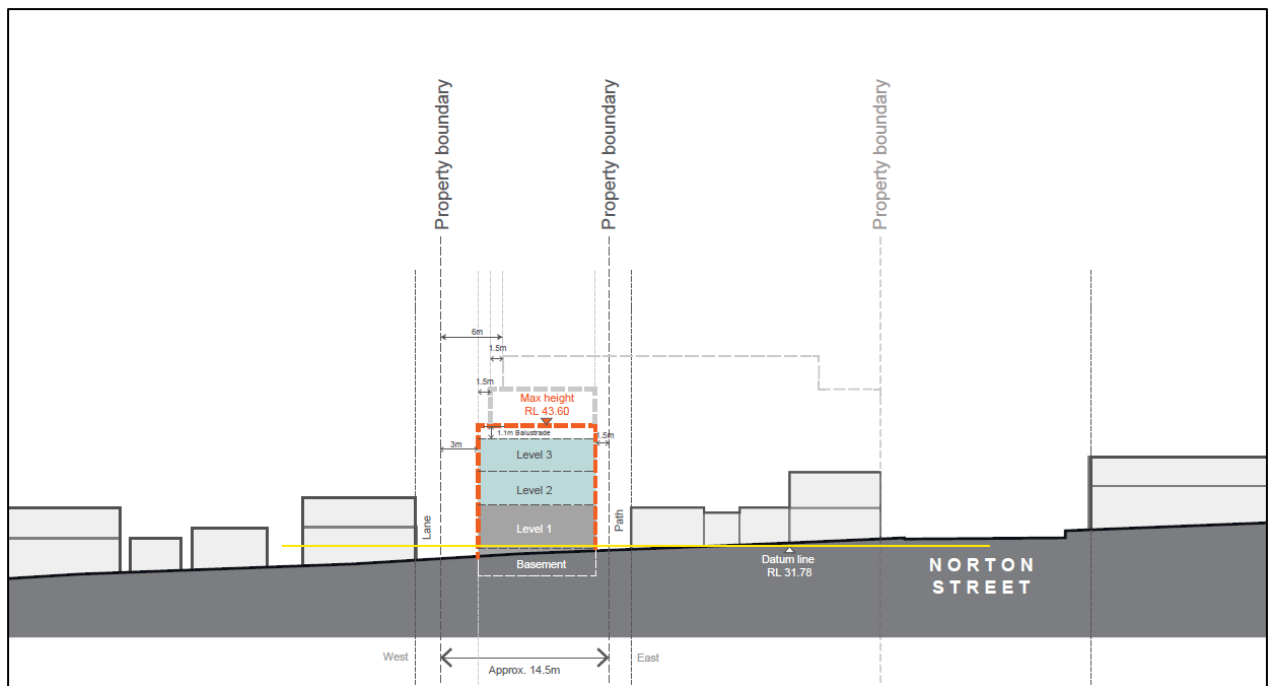 Property boundary
Property boundary
Property boundary
6m
1.5m
1.5m
Max height
RL 43.60
1.1m Balustrade
3m
.5m
Level 3
Level 2
Level 1
Lane
Path
Basement
Datum line
RL 31.78
NORTON
STREET
West
East
Approx. 14.5m